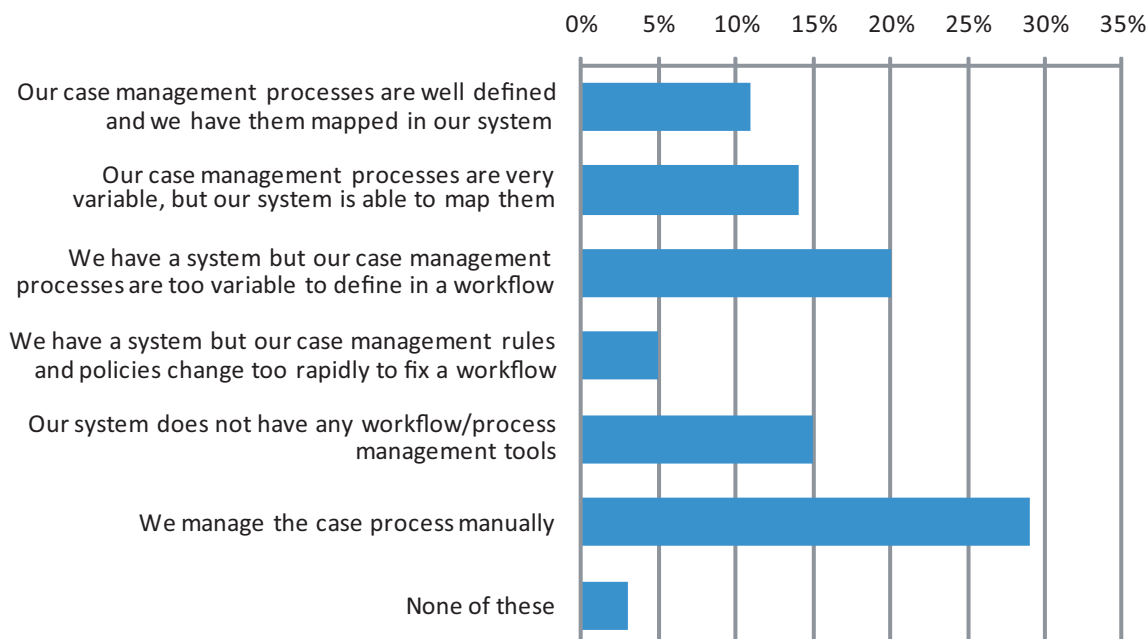 0% 5% 10% 15% 20% 25% 30% 35%
Our case management processes are well defined
and we have them mapped in our system
Our case management processes are very
variable, but our system is able to map them
We have a system but our case management
processes are too variable to define in a workflow
We have a system but our case management rules
and policies change too rapidly to fix a workflow
Our system does not have any workflow/process
management tools
We manage the case process manually
None of these